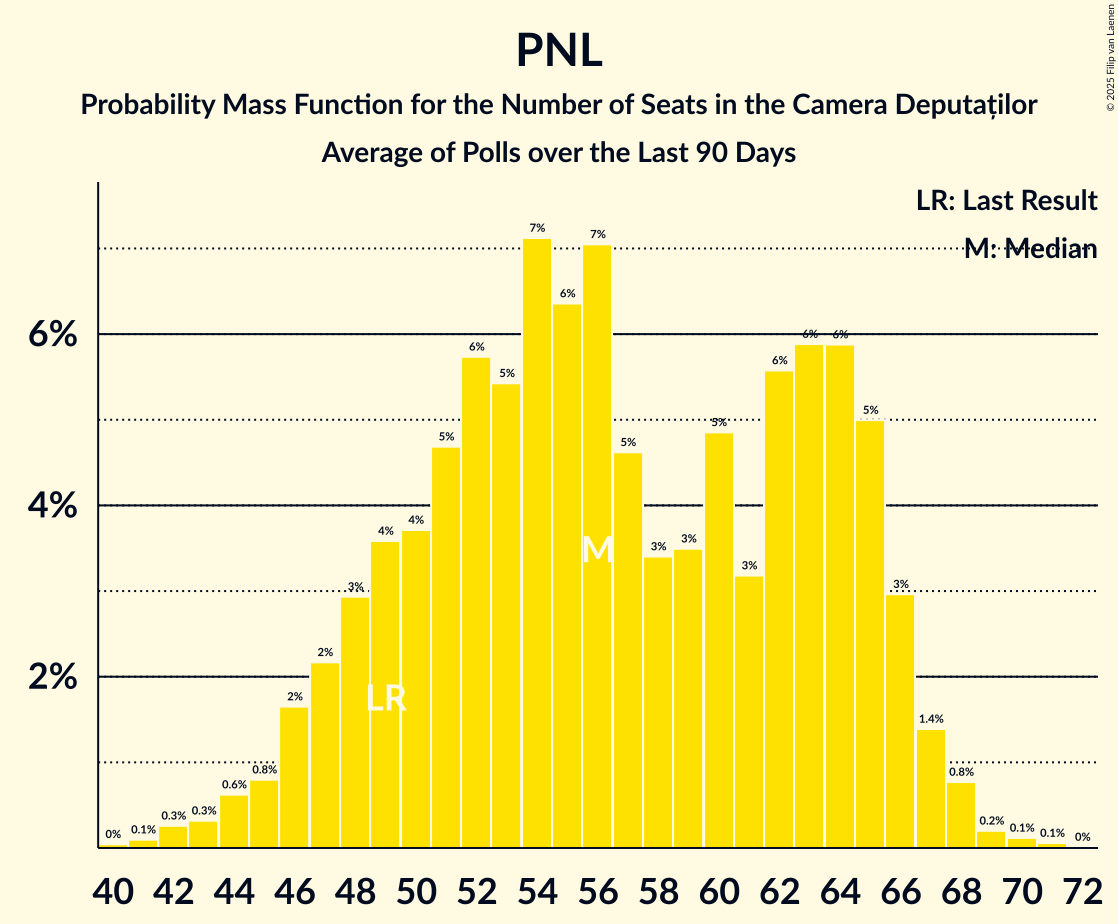 PNL
Probability Mass Function for the Number of Seats in the Camera Deputaților
Average of Polls over the Last 90 Days
© 2025 Filip van Laenen
LR: Last Result
M: Median
6%
4%
2%
0% 0.1% 0.3% 0.3% 0.6% 0.8% 2% 2% 3% 4% 4% 5% 6% 5% 7% 6% 7% 5% 3% 3% 5% 3% 6% 6% 6% 5% 3% 1.4% 0.8% 0.2% 0.1% 0.1% 0%
LR
M
40 42 44 46 48 50 52 54 56 58 60 62 64 66 68 70 72